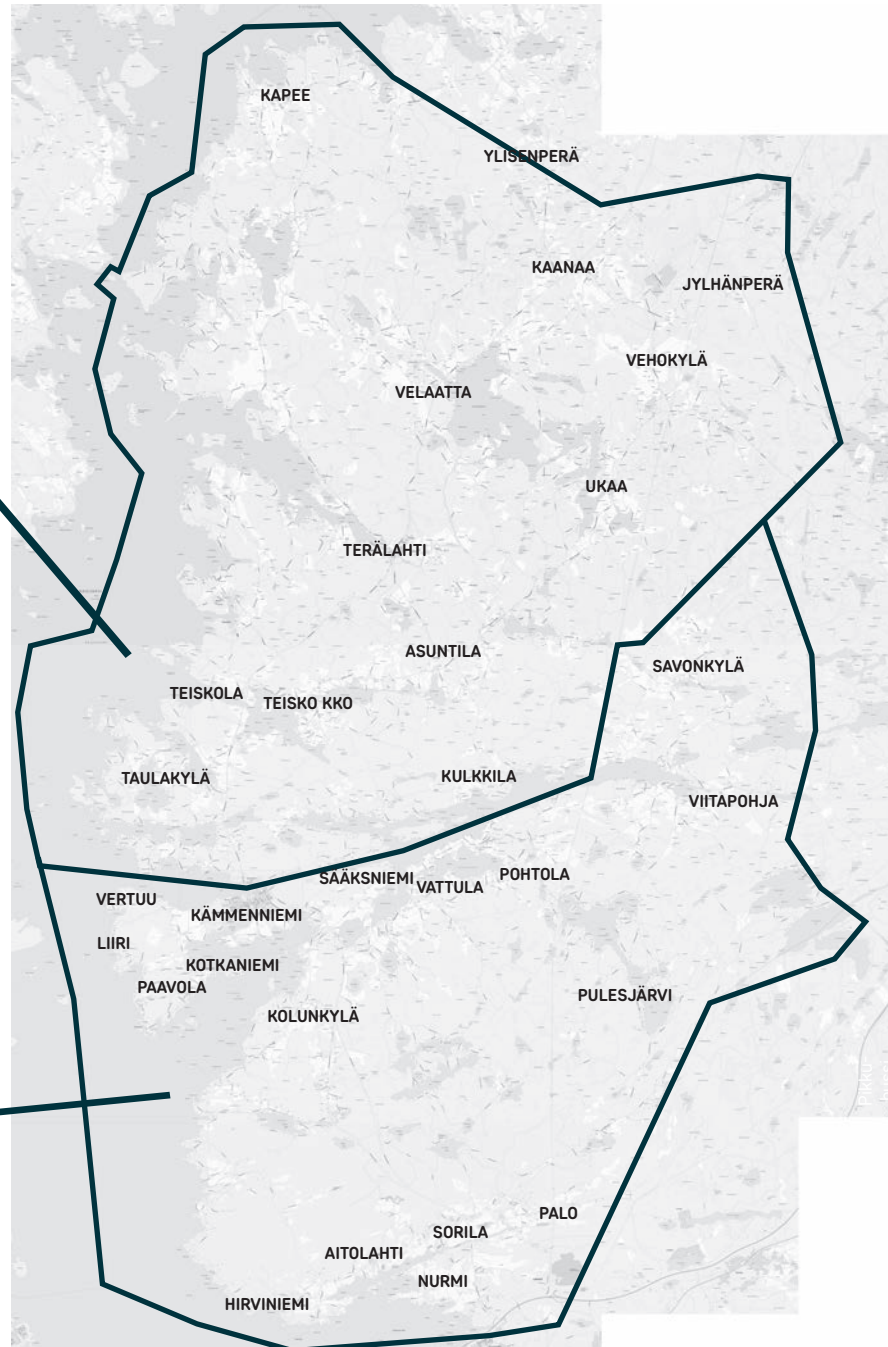 KAPEE
YLISENPERÄ
KAANAA
JYLHÄNPERÄ
VEHOKYLÄ
VELAATTA
UKAA
TERÄLAHTI
ASUNTILA
SAVONKYLÄ
TEISKOLA
TEISKO KKO
TAULAKYLÄ
KULKKILA
VIITAPOHJA
SÄÄKSNIEMI
VATTULA
POHTOLA
VERTUU
KÄMMENNIEMI
LIIRI
KOTKANIEMI
PAAVOLA
PULESJÄRVI
KOLUNKYLÄ
PALO
SORILA
AITOLAHTI
NURMI
HIRVINIEMI